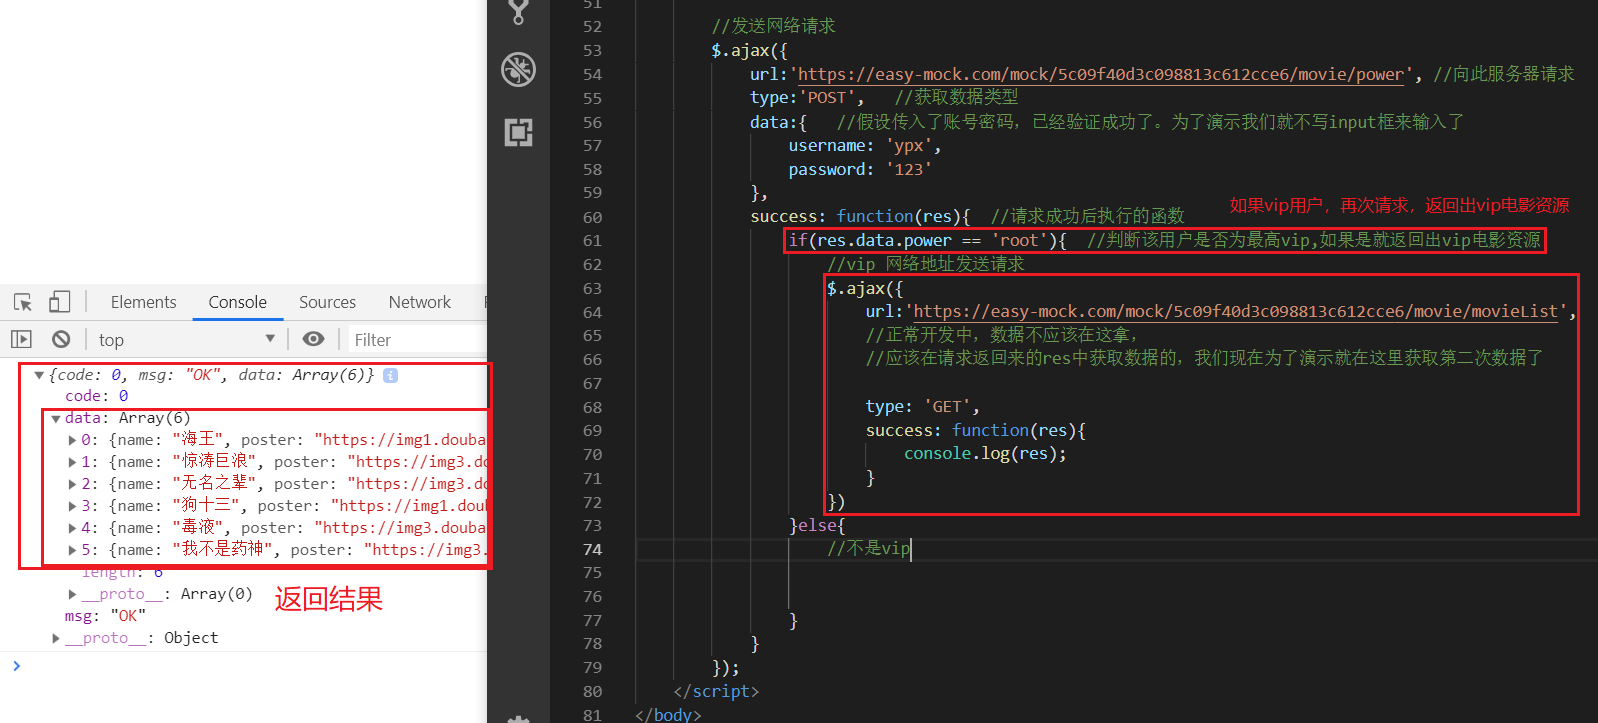 Elements Console Sources Network
top Filter
{code: 0, msg: "OK", data: Array(6)}
code: 0
data: Array(6)
0: {name: "海王", poster: "https://img1.douba
1: {name: "惊涛巨浪", poster: "https://img3.do
2: {name: "无名之辈", poster: "https://img3.do
3: {name: "狗十三", poster: "https://img1.doub
4: {name: "毒液", poster: "https://img3.douba
5: {name: "我不是药神", poster: "https://img3.
length: 6
__proto__: Array(0)
返回结果
msg: "OK"
__proto__: Object
51
52 //发送网络请求
53 $.ajax({
54 url:'https://easy-mock.com/mock/5c09f40d3c098813c612cce6/movie/power', //向此服务器请求
55 type:'POST', //获取数据类型
56 data:{ //假设传入了账号密码，已经验证成功了。为了演示我们就不写input框来输入了
57 username: 'ypx',
58 password: '123'
59 },
如果vip用户，再次请求，返回出vip电影资源
60 success: function(res){ //请求成功后执行的函数
61 if(res.data.power == 'root'){ //判断该用户是否为最高vip,如果是就返回出vip电影资源
62 //vip 网络地址发送请求
63 $.ajax({
64 url:'https://easy-mock.com/mock/5c09f40d3c098813c612cce6/movie/movieList',
65 //正常开发中，数据不应该在这拿，
66 //应该在请求返回来的res中获取数据的，我们现在为了演示就在这里获取第二次数据了
67
68 type: 'GET',
69 success: function(res){
70 console.log(res);
71 }
72 })
73 }else{
74 //不是vip
75
76
77 }
78 }
79 });
80 </script>
81 </body>